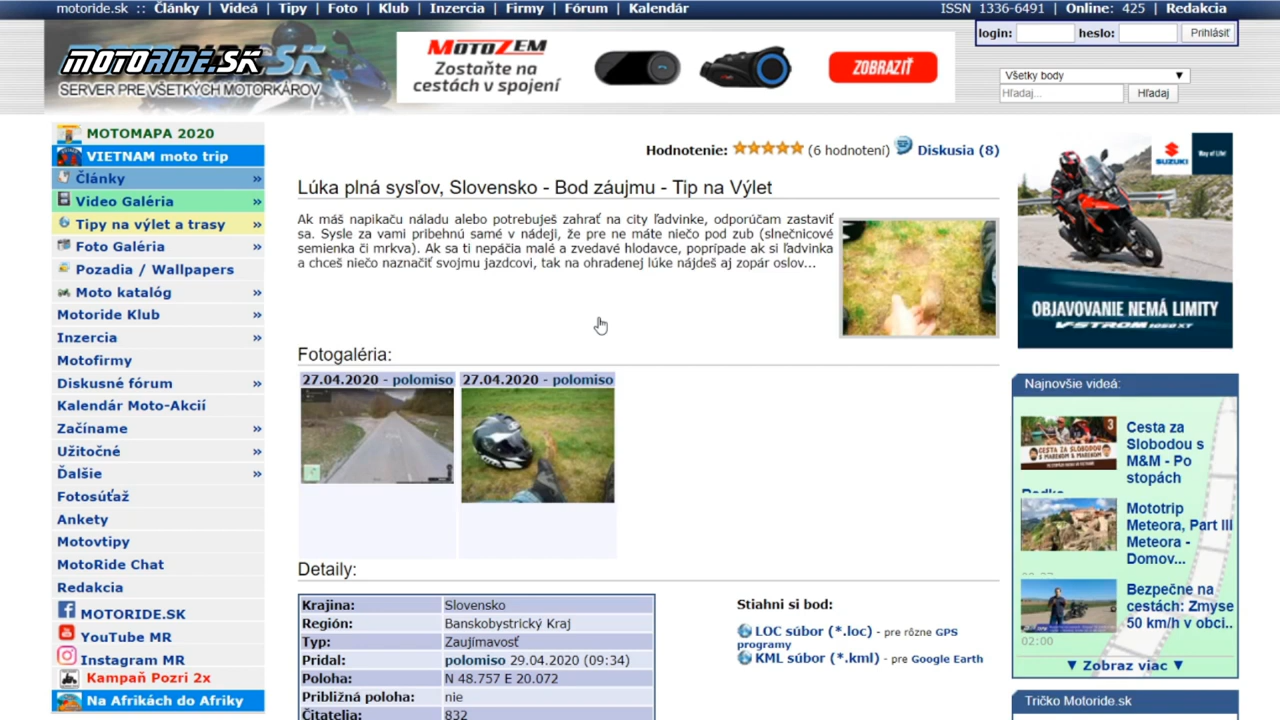 motoride.sk :: Články | Videá | Tipy | Foto | Klub | Inzercia | Firmy | Fórum | Kalendár
ISSN 1336-6491 | Online: 425 | Redakcia
login: heslo: Prihlásiť
MOTORIDE.SK
SERVER PRE VŠETKÝCH MOTORKÁROV
MOTOZEM
Zostaňte na
cestách v spojení
ZOBRAZIŤ
Všetky body
Hľadaj... Hľadaj
MOTOMAPA 2020
VIETNAM moto trip
Články »
Video Galéria »
Tipy na výlet a trasy »
Foto Galéria »
Pozadia / Wallpapers
Moto katalóg »
Motoride Klub »
Inzercia »
Motofirmy
Diskusné fórum »
Kalendár Moto-Akcií
Začíname »
Užitočné »
Ďalšie »
Fotosúťaž
Ankety
Motovtipy
MotoRide Chat
Redakcia
MOTORIDE.SK
YouTube MR
Instagram MR
Kampaň Pozri 2x
Na Afrikách do Afriky
Hodnotenie: (6 hodnotení) Diskusia (8)
Lúka plná sysľov, Slovensko - Bod záujmu - Tip na Výlet
Ak máš napikaču náladu alebo potrebuješ zahrať na city ľadvinke, odporúčam zastaviť
sa. Sysle za vami pribehnú samé v nádeji, že pre ne máte niečo pod zub (slnečnicové
semienka či mrkva). Ak sa ti nepáčia malé a zvedavé hlodavce, poprípade ak si ľadvinka
a chceš niečo naznačiť svojmu jazdcovi, tak na ohradenej lúke nájdeš aj zopár oslov...
Fotogaléria:
27.04.2020 - polomiso
27.04.2020 - polomiso
Detaily:
Krajina: Slovensko
Región: Banskobystrický Kraj
Typ: Zaujímavosť
Pridal: polomiso 29.04.2020 (09:34)
Poloha: N 48.757 E 20.072
Približná poloha: nie
Čitatelia: 832
Stiahni si bod:
LOC súbor (*.loc) - pre rôzne GPS
programy
KML súbor (*.kml) - pre Google Earth
SUZUKI
Way of Life!
OBJAVOVANIE NEMÁ LIMITY
V-STROM 1050 XT
Najnovšie videá:
3
CESTA ZA SLOBODOU
Cesta za
Slobodou s
M&M - Po
stopách
Mototrip
Meteora, Part III
Meteora -
Domov...
Bezpečne na
cestách: Zmyse
50 km/h v obci..
02:00
▼ Zobraz viac ▼
Tričko Motoride.sk